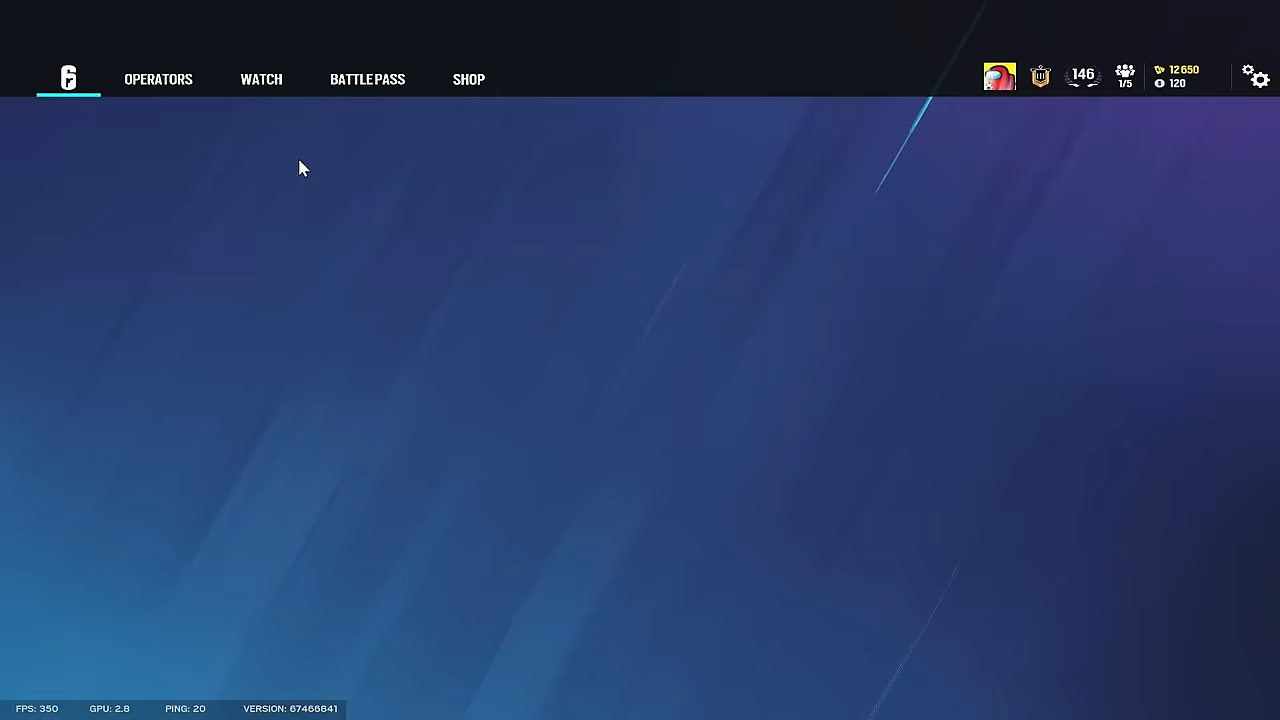 OPERATORS
WATCH
BATTLE PASS
SHOP
146
1/5
12 650
120
FPS: 350
GPU: 2.8
PING: 20
VERSION: 67466841